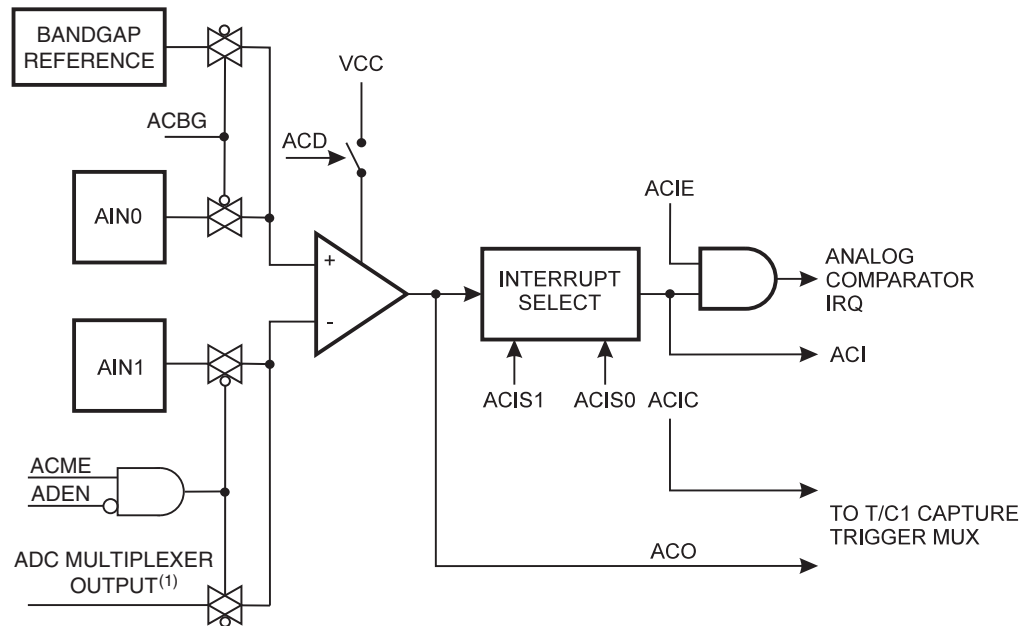 BANDGAP
REFERENCE
VCC
ACBG
ACD
AIN0
ACIE
+
-
INTERRUPT
SELECT
ANALOG
COMPARATOR
IRQ
AIN1
ACI
ACIS1
ACIS0
ACIC
ACME
ADEN
TO T/C1 CAPTURE
TRIGGER MUX
ADC MULTIPLEXER
OUTPUT(1)
ACO